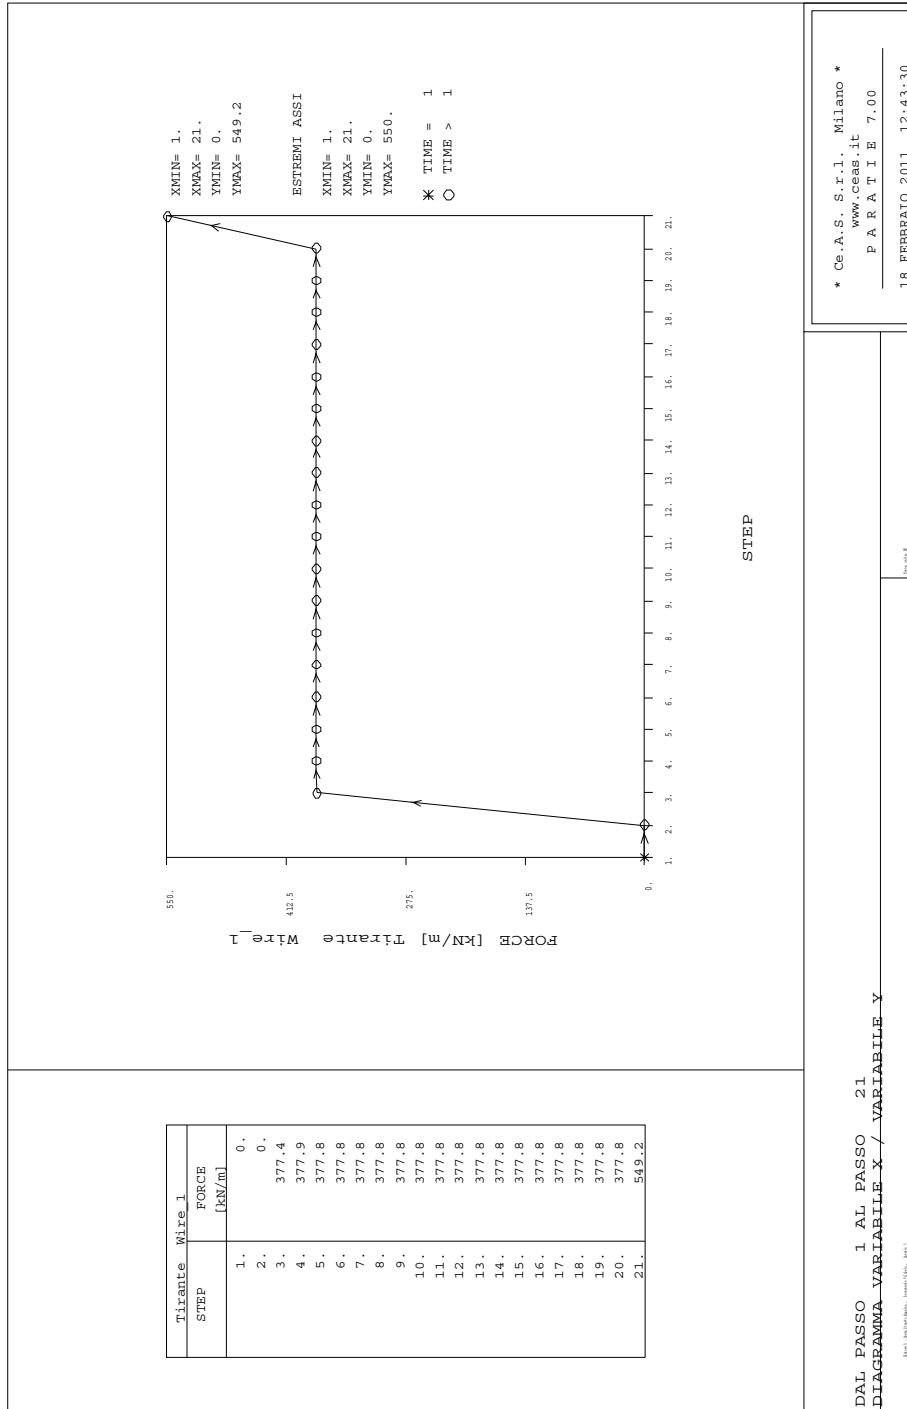 Tirante Wire_1
STEP FORCE
[kN/m]
1. 0.
2. 0.
3. 377.4
4. 377.9
5. 377.8
6. 377.8
7. 377.8
8. 377.8
9. 377.8
10. 377.8
11. 377.8
12. 377.8
13. 377.8
14. 377.8
15. 377.8
16. 377.8
17. 377.8
18. 377.8
19. 377.8
20. 377.8
21. 549.2
FORCE [kN/m] Tirante Wire_1
550.
412.5
275.
137.5
0.
1. 2. 3. 4. 5. 6. 7. 8. 9. 10. 11. 12. 13. 14. 15. 16. 17. 18. 19. 20. 21.
STEP
XMIN= 1.
XMAX= 21.
YMIN= 0.
YMAX= 549.2
ESTREMI ASSI
XMIN= 1.
XMAX= 21.
YMIN= 0.
YMAX= 550.
TIME = 1
TIME > 1
DAL PASSO 1 AL PASSO 21
DIAGRAMMA VARIABILE X / VARIABILE Y
* Ce.A.S. S.r.l. Milano *
www.ceas.it
P A R A T I E 7.00
18 FEBBRAIO 2011 12:43:30